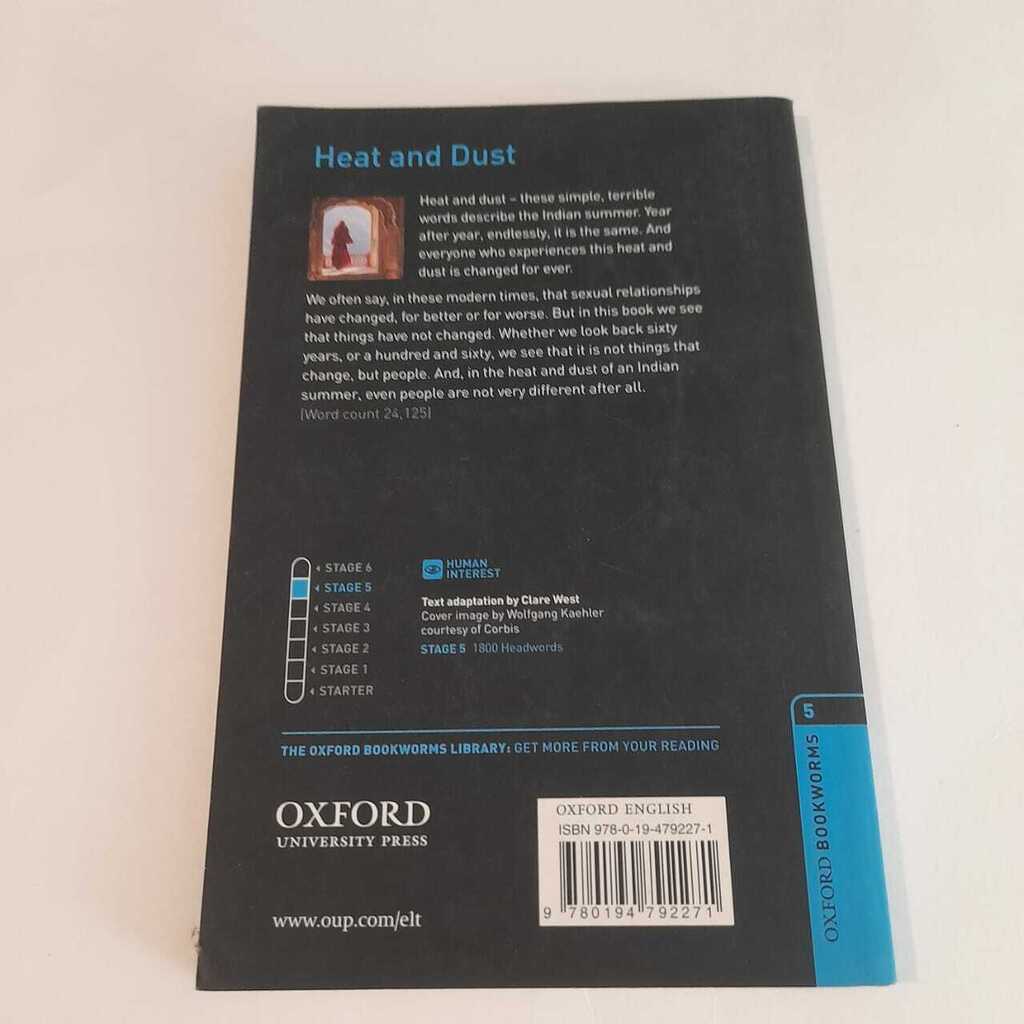 Heat and Dust
Heat and dust – these simple, terrible
words describe the Indian summer. Year
after year, endlessly, it is the same. And
everyone who experiences this heat and
dust is changed for ever.
We often say, in these modern times, that sexual relationships
have changed, for better or for worse. But in this book we see
that things have not changed. Whether we look back sixty
years, or a hundred and sixty, we see that it is not things that
change, but people. And, in the heat and dust of an Indian
summer, even people are not very different after all.
[Word count 24,125]
STAGE 6
STAGE 5
STAGE 4
STAGE 3
STAGE 2
STAGE 1
STARTER
HUMAN
INTEREST
Text adaptation by Clare West
Cover image by Wolfgang Kaehler
courtesy of Corbis
STAGE 5 1800 Headwords
THE OXFORD BOOKWORMS LIBRARY: GET MORE FROM YOUR READING
OXFORD
UNIVERSITY PRESS
www.oup.com/elt
OXFORD ENGLISH
ISBN 978-0-19-479227-1
9 780194 792271
5
OXFORD BOOKWORMS